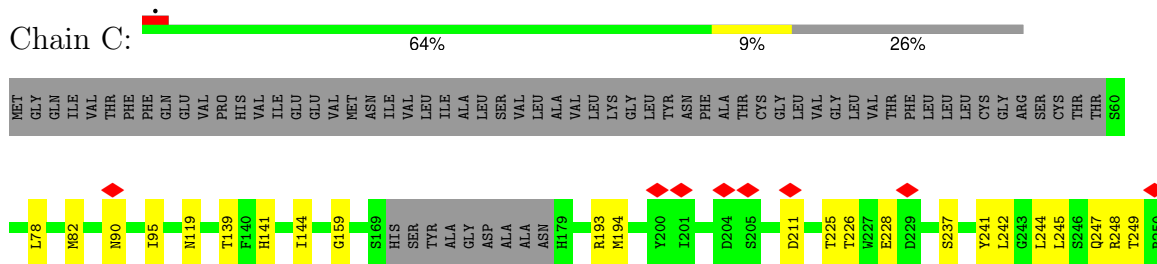 Chain C:
64% 9% 26%
MET GLY GLN ILE VAL THR PHE PHE GLN GLU VAL PRO HIS VAL ILE GLU GLU VAL MET ASN ILE VAL LEU ILE ALA LEU SER VAL LEU ALA VAL LEU LYS GLY LEU TYR ASN PHE ALA THR CYS GLY LEU VAL GLY LEU VAL THR PHE LEU LEU LEU CYS GLY ARG SER CYS THR THR S60
L78 M82 N90 I95 N119 T139 F140 H141 I144 G159 S169 HIS SER TYR ALA GLY ASP ALA ALA ASN H179 R193 M194 Y200 I201 D204 S205 D211 T225 T226 W227 E228 D229 S237 Y241 L242 G243 L244 L245 S246 Q247 R248 T249